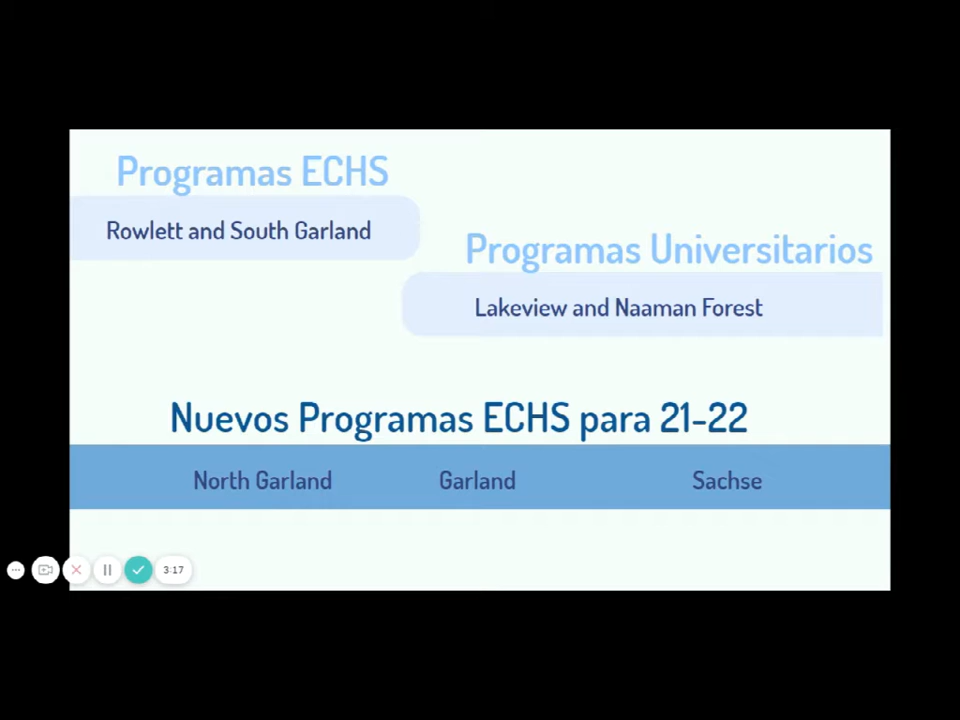 Programas ECHS
Rowlett and South Garland
Programas Universitarios
Lakeview and Naaman Forest
Nuevos Programas ECHS para 21-22
North Garland Garland Sachse
3:17